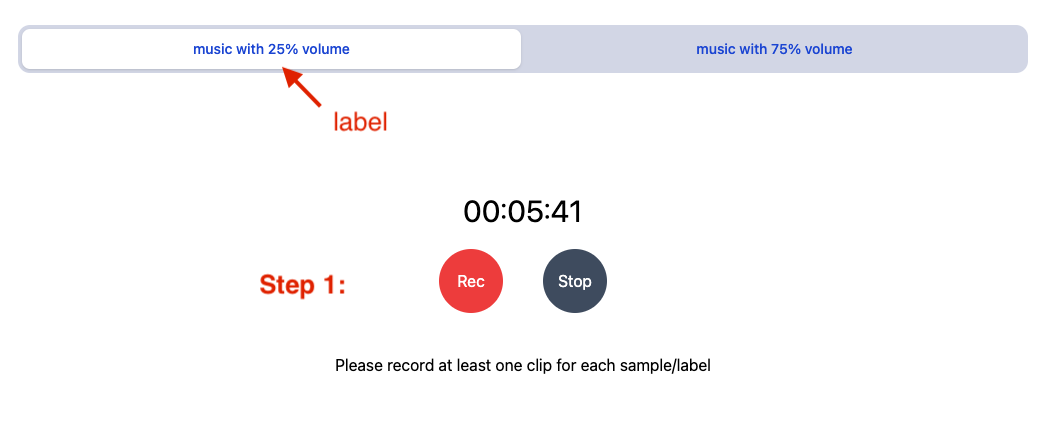 music with 25% volume
music with 75% volume
label
00:05:41
Step 1:
Rec
Stop
Please record at least one clip for each sample/label